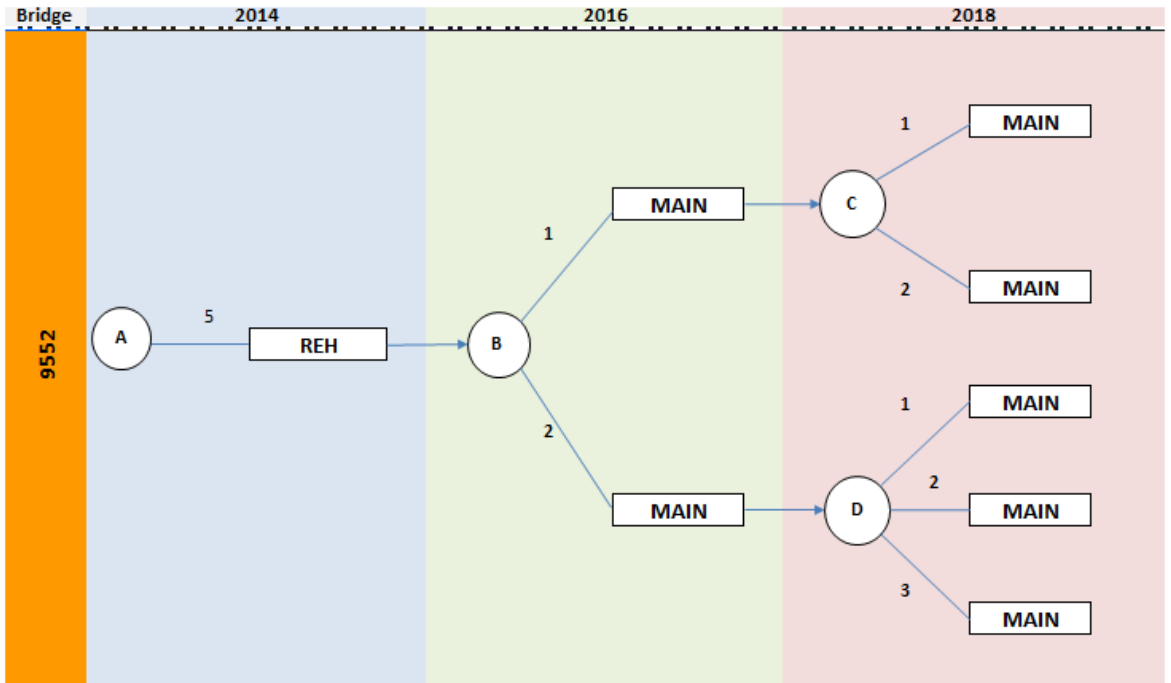 Bridge 2014 2016 2018
1 MAIN
MAIN C
1
2 MAIN
9552
A 5 REH B
1 MAIN
2
2
MAIN D MAIN
3
MAIN